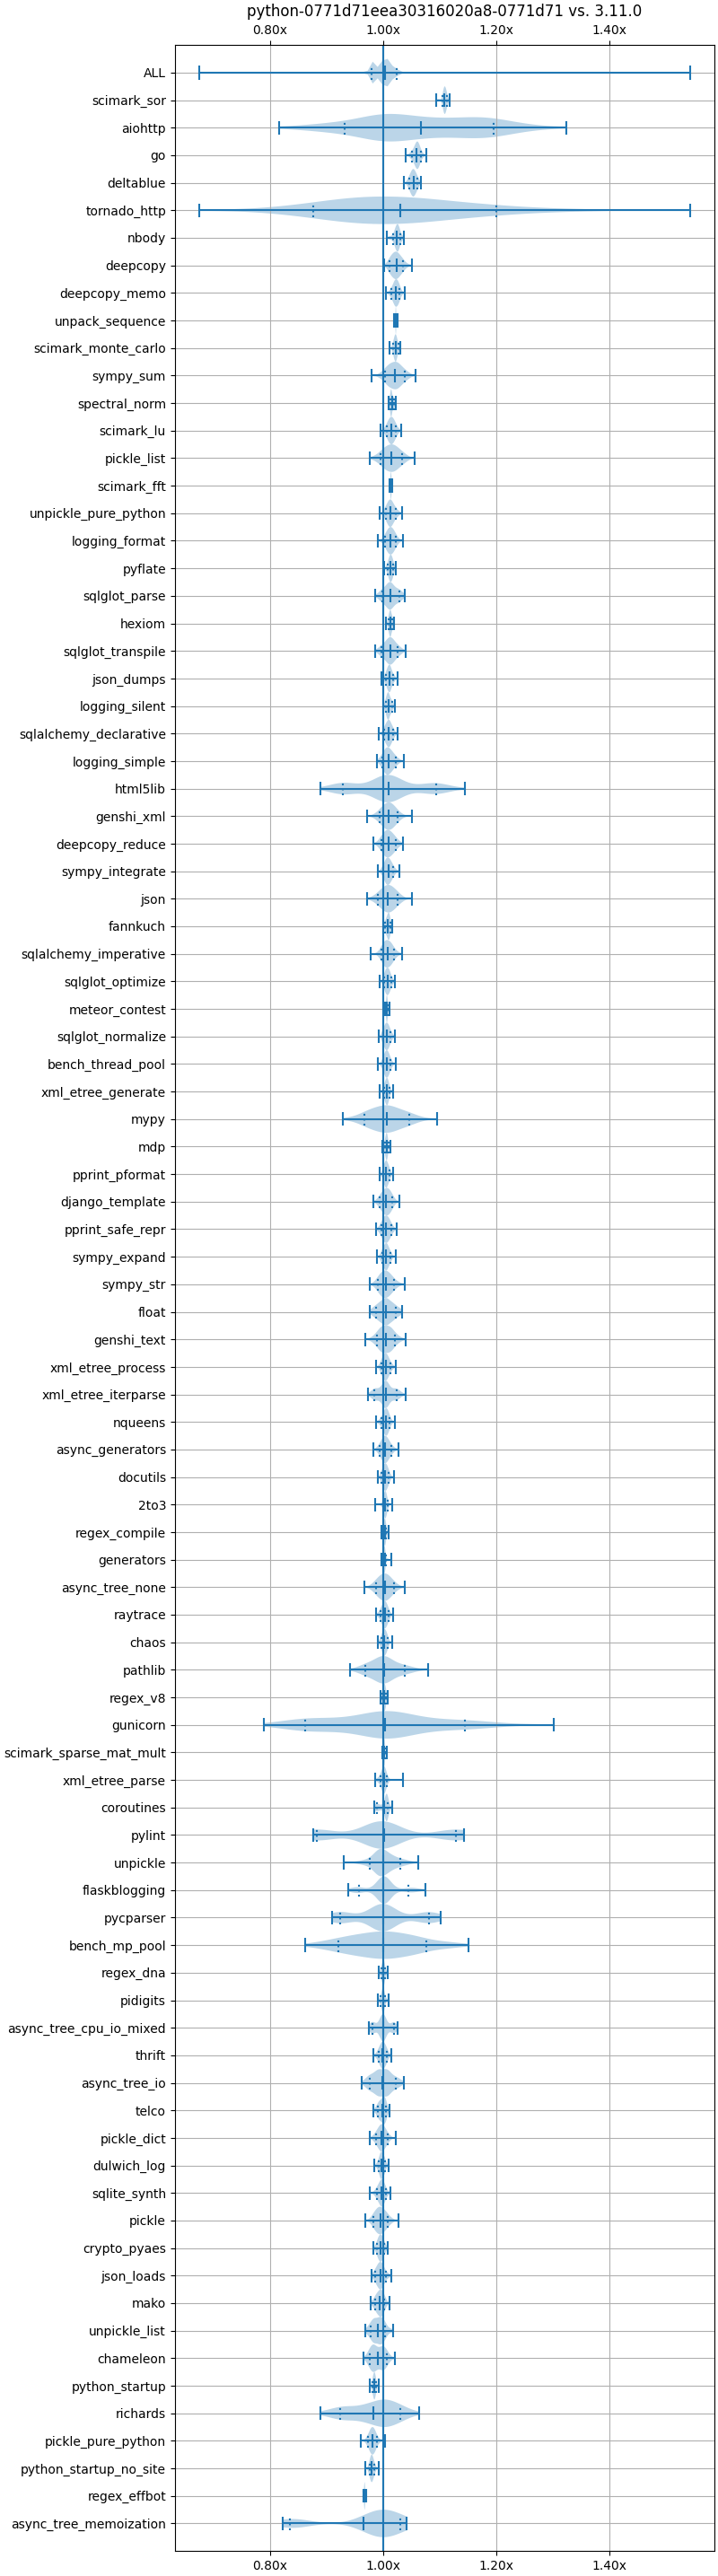 python-0771d71eea30316020a8-0771d71 vs. 3.11.0
0.80x 1.00x 1.20x 1.40x
ALL
scimark_sor
aiohttp
go
deltablue
tornado_http
nbody
deepcopy
deepcopy_memo
unpack_sequence
scimark_monte_carlo
sympy_sum
spectral_norm
scimark_lu
pickle_list
scimark_fft
unpickle_pure_python
logging_format
pyflate
sqlglot_parse
hexiom
sqlglot_transpile
json_dumps
logging_silent
sqlalchemy_declarative
logging_simple
html5lib
genshi_xml
deepcopy_reduce
sympy_integrate
json
fannkuch
sqlalchemy_imperative
sqlglot_optimize
meteor_contest
sqlglot_normalize
bench_thread_pool
xml_etree_generate
mypy
mdp
pprint_pformat
django_template
pprint_safe_repr
sympy_expand
sympy_str
float
genshi_text
xml_etree_process
xml_etree_iterparse
nqueens
async_generators
docutils
2to3
regex_compile
generators
async_tree_none
raytrace
chaos
pathlib
regex_v8
gunicorn
scimark_sparse_mat_mult
xml_etree_parse
coroutines
pylint
unpickle
flaskblogging
pycparser
bench_mp_pool
regex_dna
pidigits
async_tree_cpu_io_mixed
thrift
async_tree_io
telco
pickle_dict
dulwich_log
sqlite_synth
pickle
crypto_pyaes
json_loads
mako
unpickle_list
chameleon
python_startup
richards
pickle_pure_python
python_startup_no_site
regex_effbot
async_tree_memoization
0.80x 1.00x 1.20x 1.40x